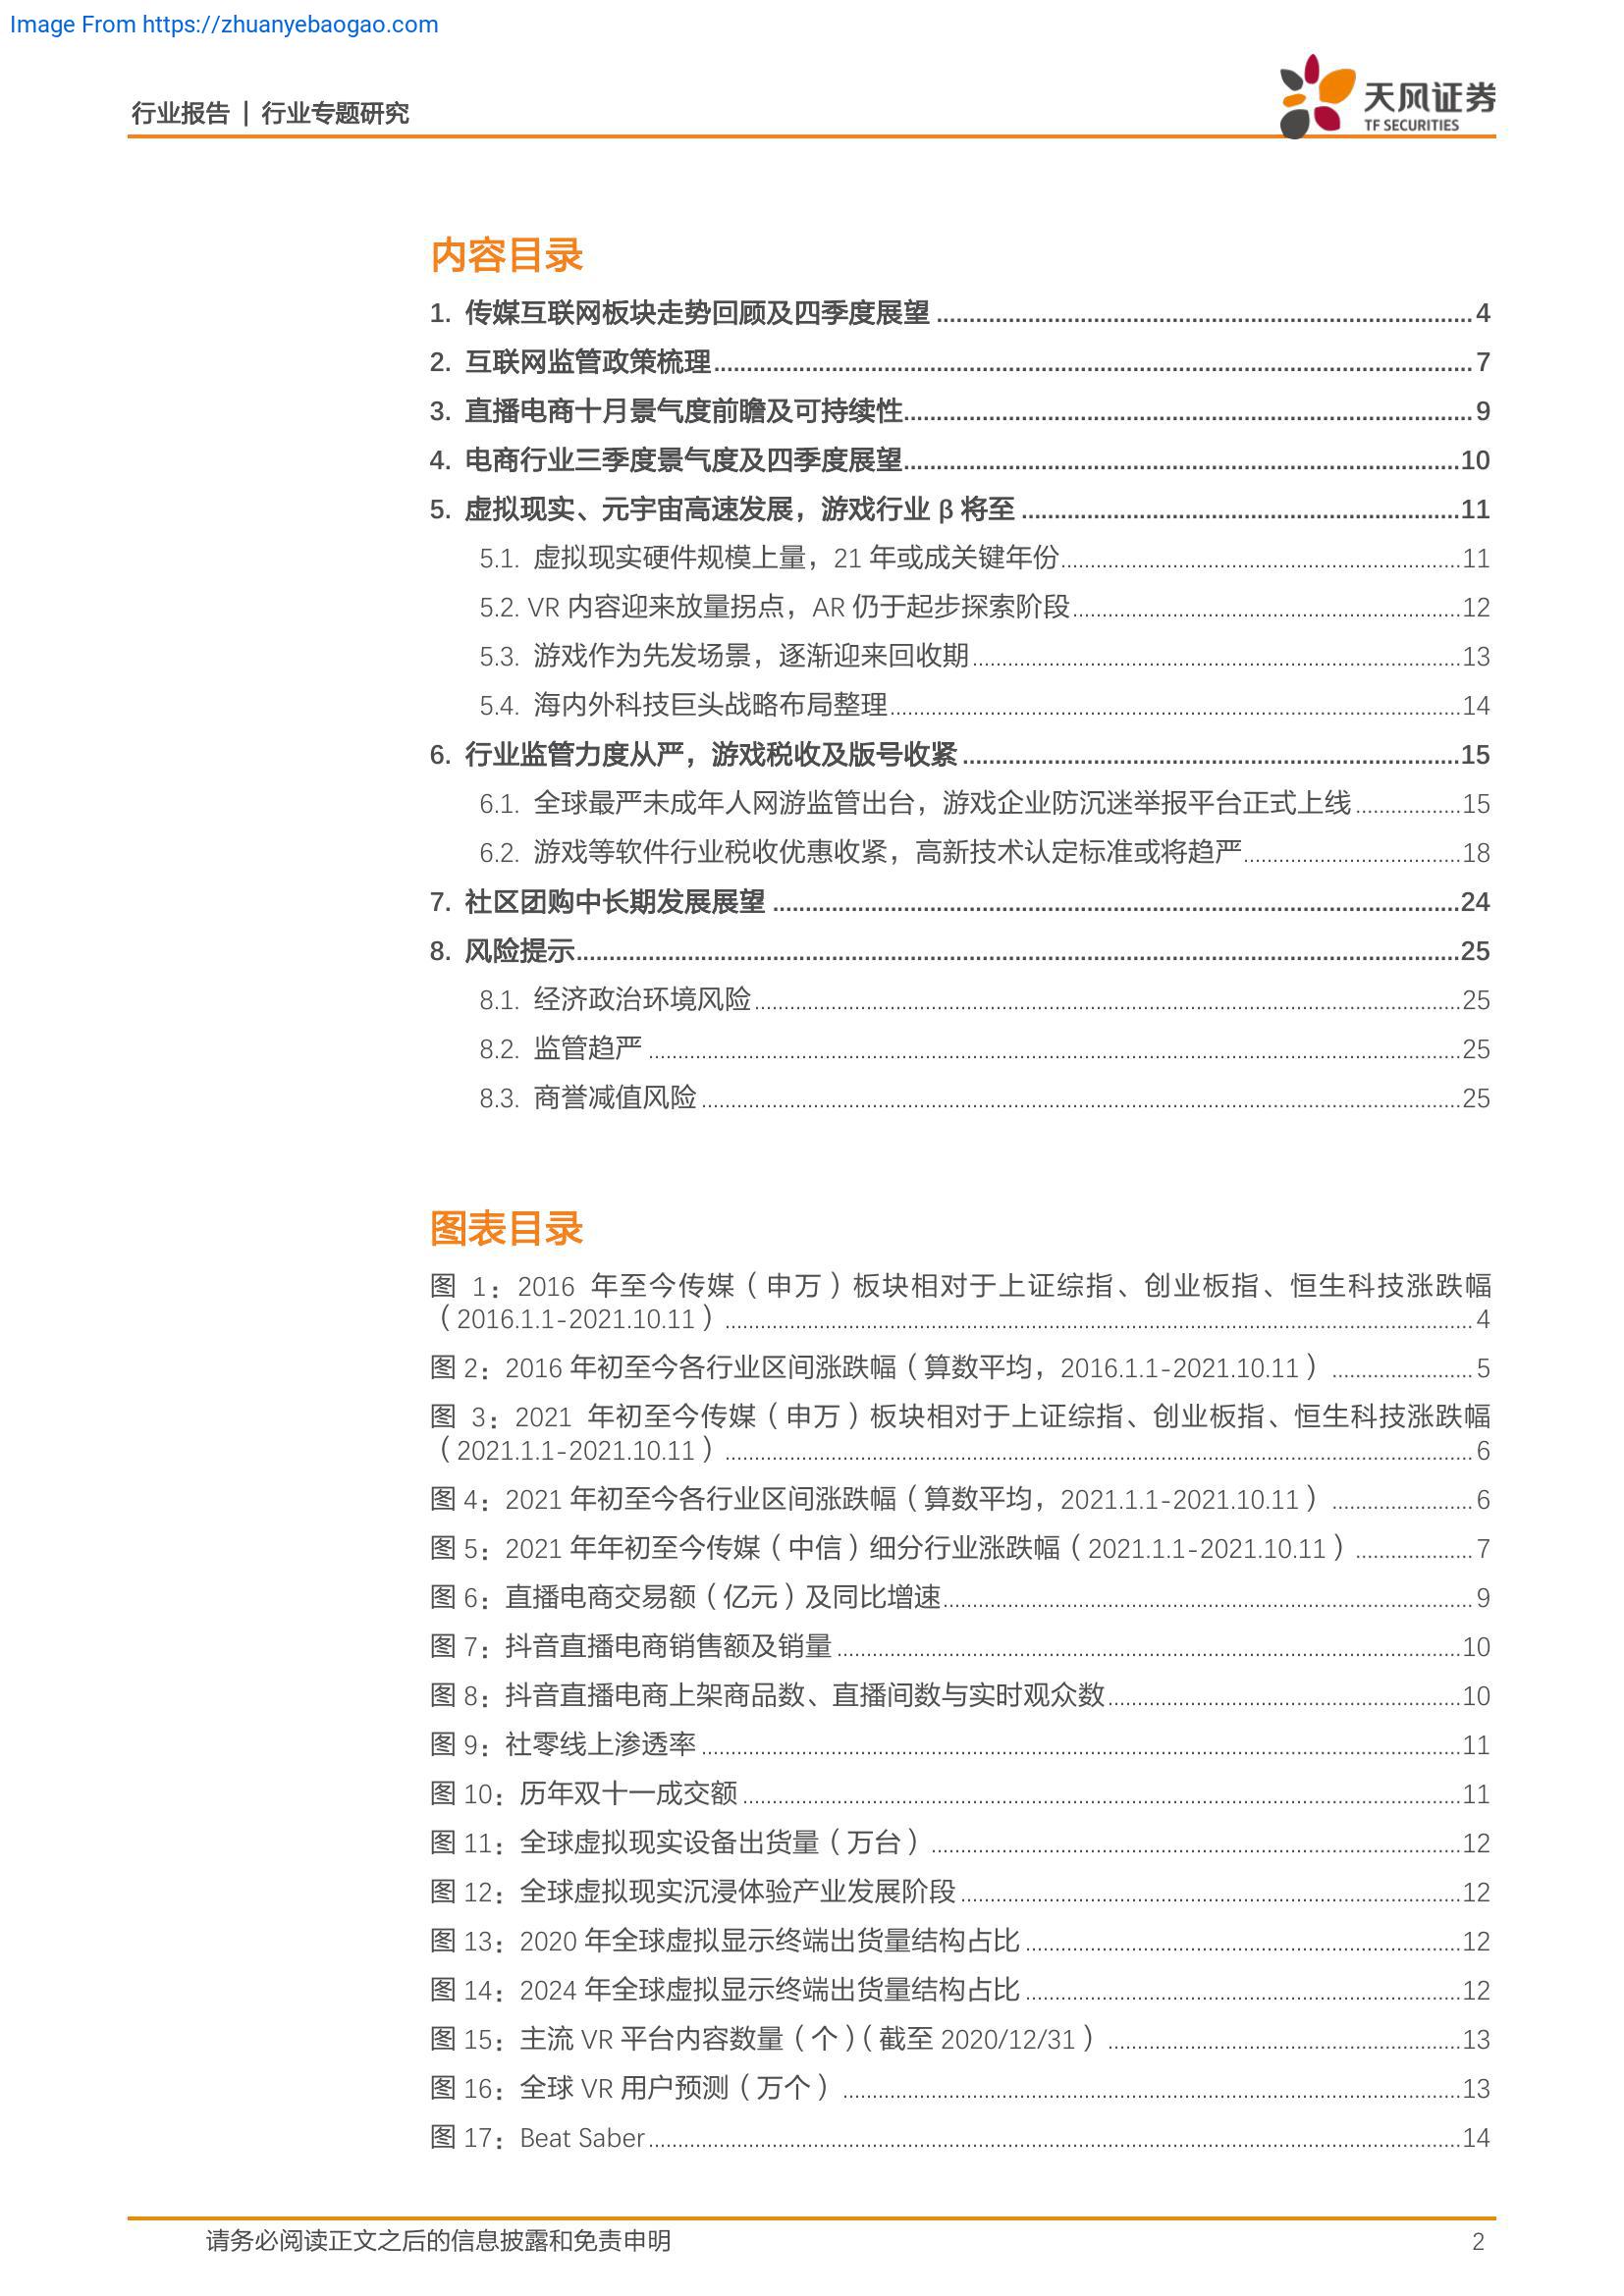 Image From https://zhuanyebaogao.com
行业报告 | 行业专题研究
天风证券
TF SECURITIES
内容目录
1. 传媒互联网板块走势回顾及四季度展望 ........ 4
2. 互联网监管政策梳理 ........ 7
3. 直播电商十月景气度前瞻及可持续性 ........ 9
4. 电商行业三季度景气度及四季度展望 ........ 10
5. 虚拟现实、元宇宙高速发展，游戏行业 β 将至 ........ 11
5.1. 虚拟现实硬件规模上量，21 年或成关键年份 ........ 11
5.2. VR 内容迎来放量拐点，AR 仍于起步探索阶段 ........ 12
5.3. 游戏作为先发场景，逐渐迎来回收期 ........ 13
5.4. 海内外科技巨头战略布局整理 ........ 14
6. 行业监管力度从严，游戏税收及版号收紧 ........ 15
6.1. 全球最严未成年人网游监管出台，游戏企业防沉迷举报平台正式上线 ........ 15
6.2. 游戏等软件行业税收优惠收紧，高新技术认定标准或将趋严 ........ 18
7. 社区团购中长期发展展望 ........ 24
8. 风险提示 ........ 25
8.1. 经济政治环境风险 ........ 25
8.2. 监管趋严 ........ 25
8.3. 商誉减值风险 ........ 25
图表目录
图 1：2016 年至今传媒（申万）板块相对于上证综指、创业板指、恒生科技涨跌幅
（2016.1.1-2021.10.11） ........ 4
图 2：2016 年初至今各行业区间涨跌幅（算数平均，2016.1.1-2021.10.11） ........ 5
图 3：2021 年初至今传媒（申万）板块相对于上证综指、创业板指、恒生科技涨跌幅
（2021.1.1-2021.10.11） ........ 6
图 4：2021 年初至今各行业区间涨跌幅（算数平均，2021.1.1-2021.10.11） ........ 6
图 5：2021 年年初至今传媒（中信）细分行业涨跌幅（2021.1.1-2021.10.11） ........ 7
图 6：直播电商交易额（亿元）及同比增速 ........ 9
图 7：抖音直播电商销售额及销量 ........ 10
图 8：抖音直播电商上架商品数、直播间数与实时观众数 ........ 10
图 9：社零线上渗透率 ........ 11
图 10：历年双十一成交额 ........ 11
图 11：全球虚拟现实设备出货量（万台） ........ 12
图 12：全球虚拟现实沉浸体验产业发展阶段 ........ 12
图 13：2020 年全球虚拟显示终端出货量结构占比 ........ 12
图 14：2024 年全球虚拟显示终端出货量结构占比 ........ 12
图 15：主流 VR 平台内容数量（个）（截至 2020/12/31） ........ 13
图 16：全球 VR 用户预测（万个） ........ 13
图 17：Beat Saber ........ 14
请务必阅读正文之后的信息披露和免责申明
2